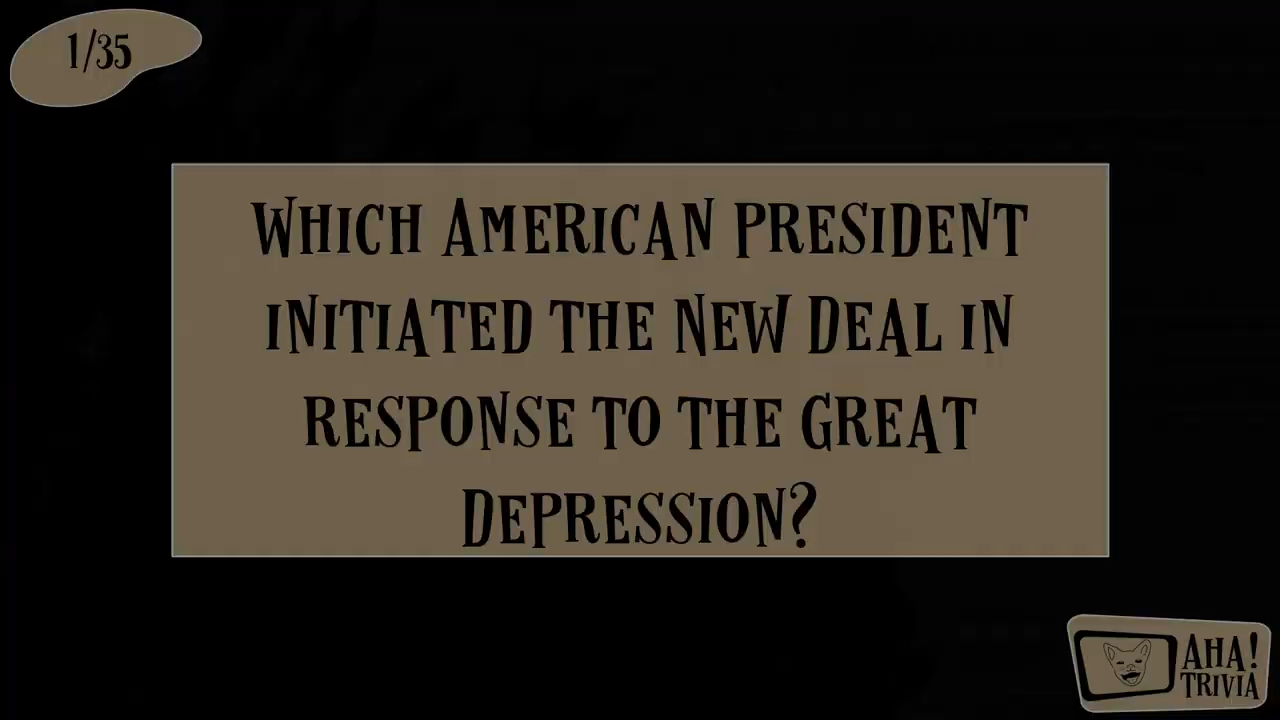 1/35
Which American president
initiated the New Deal in
response to the Great
Depression?
AHA!
TRIVIA